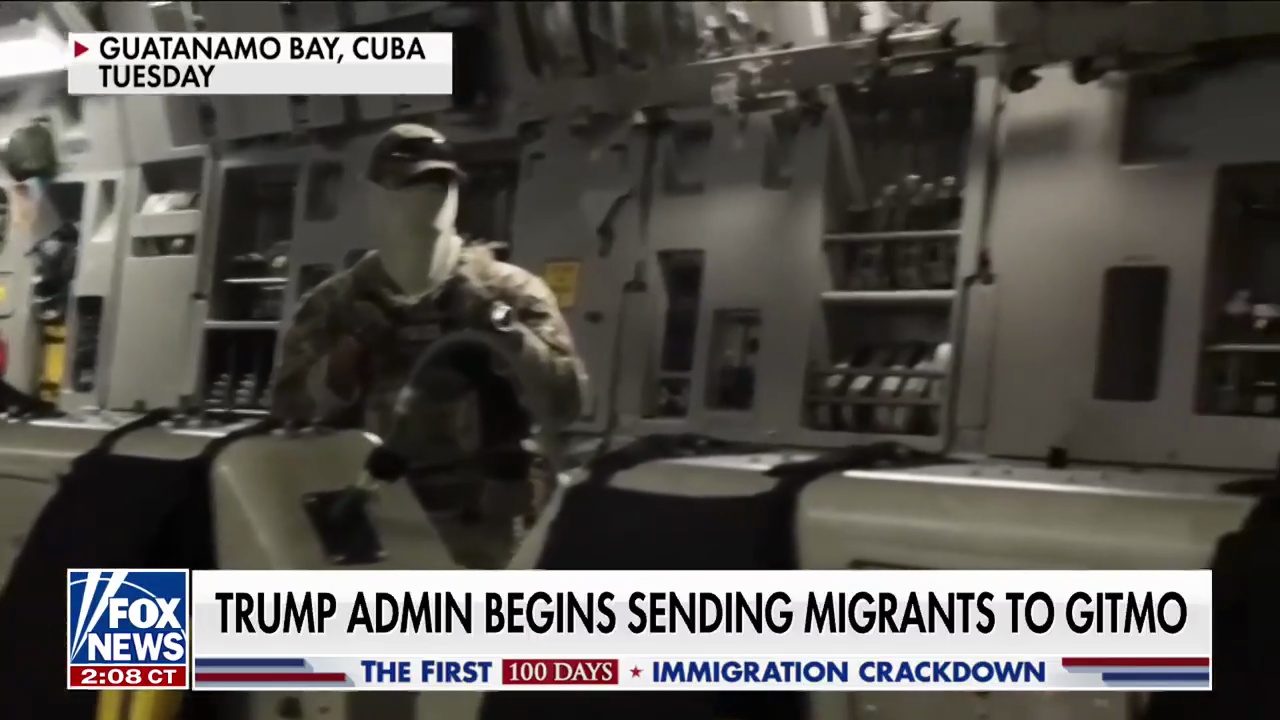 GUATANAMO BAY, CUBA
TUESDAY
FOX
NEWS
2:08 CT
TRUMP ADMIN BEGINS SENDING MIGRANTS TO GITMO
THE FIRST 100 DAYS ★ IMMIGRATION CRACKDOWN